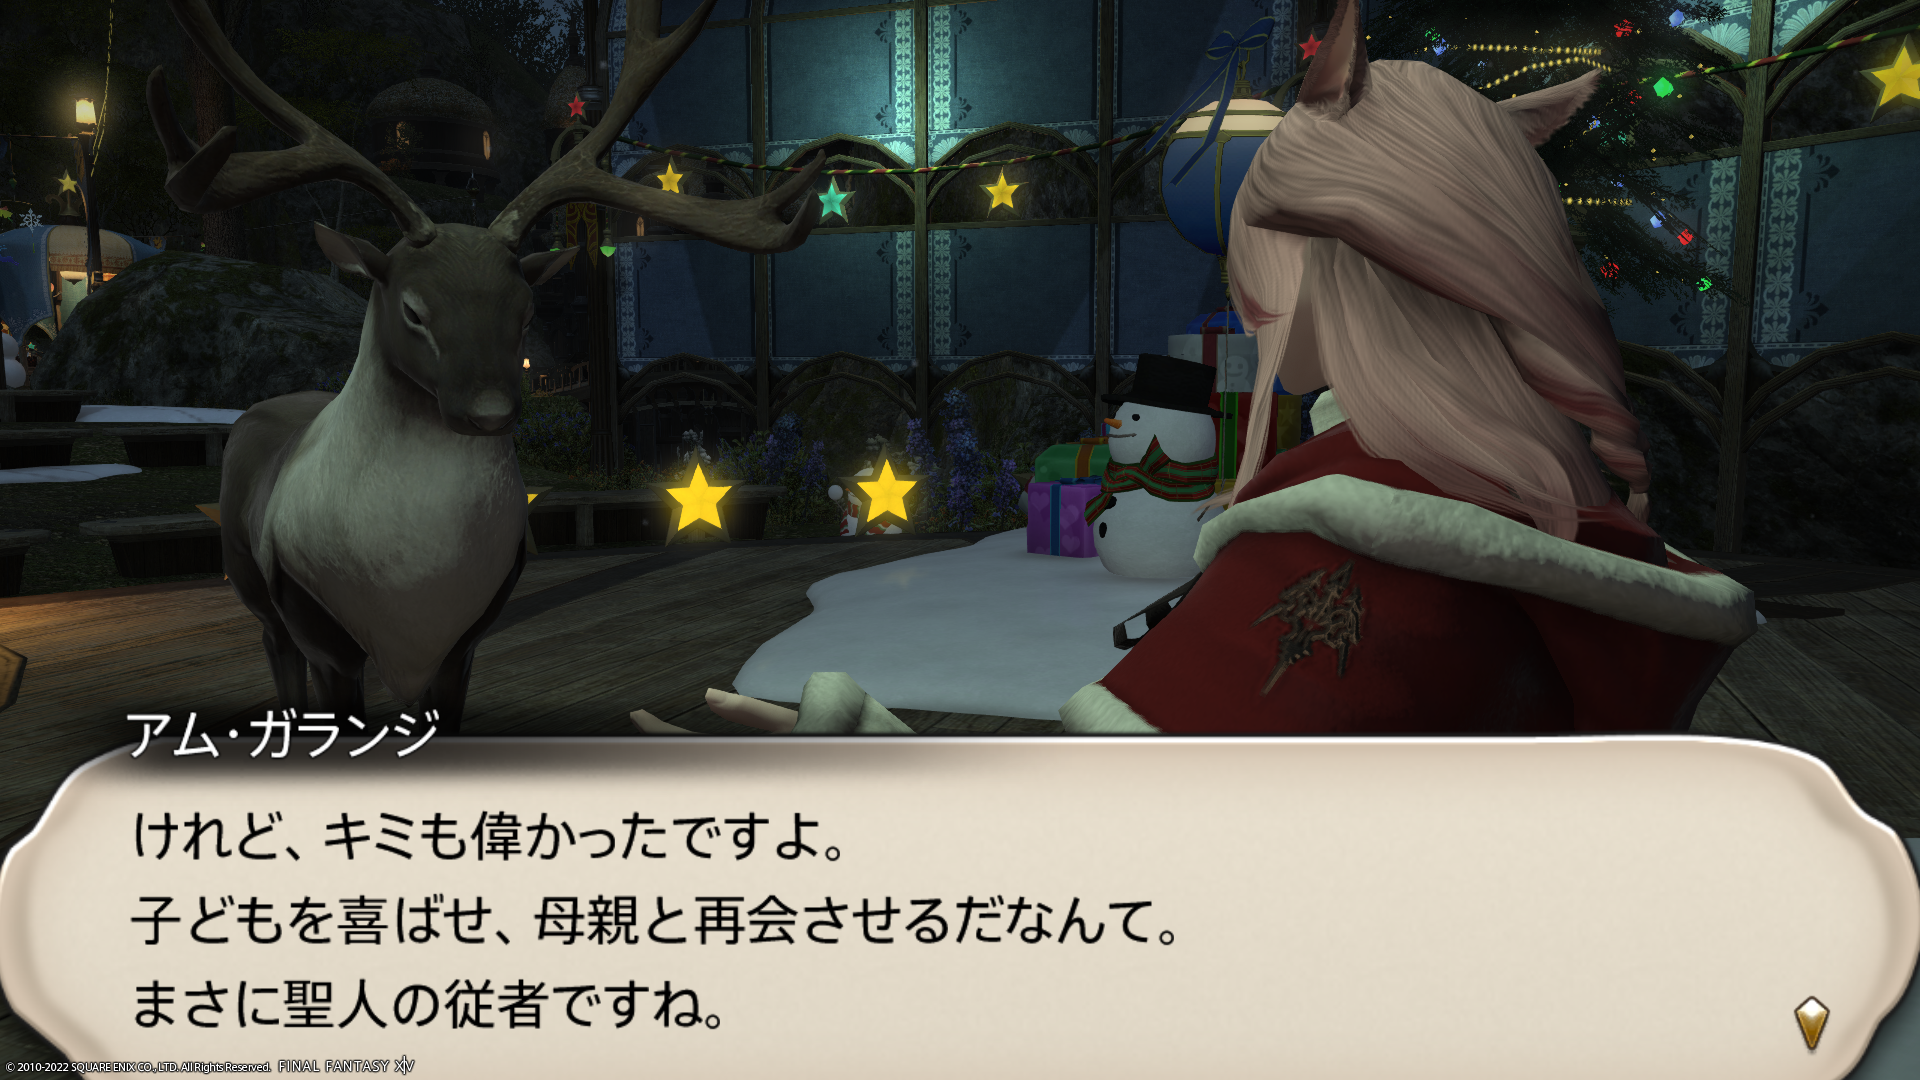 アム・ガランジ
けれど、キミも偉かったですよ。
子どもを喜ばせ、母親と再会させるだなんて。
まさに聖人の従者ですね。
© 2010-2022 SQUARE ENIX CO., LTD. All Rights Reserved. FINAL FANTASY XIV